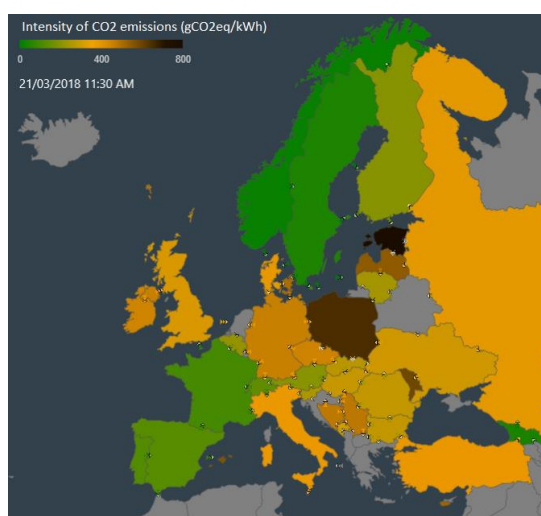 Intensity of CO2 emissions (gCO2eq/kWh)
0 400 800
21/03/2018 11:30 AM